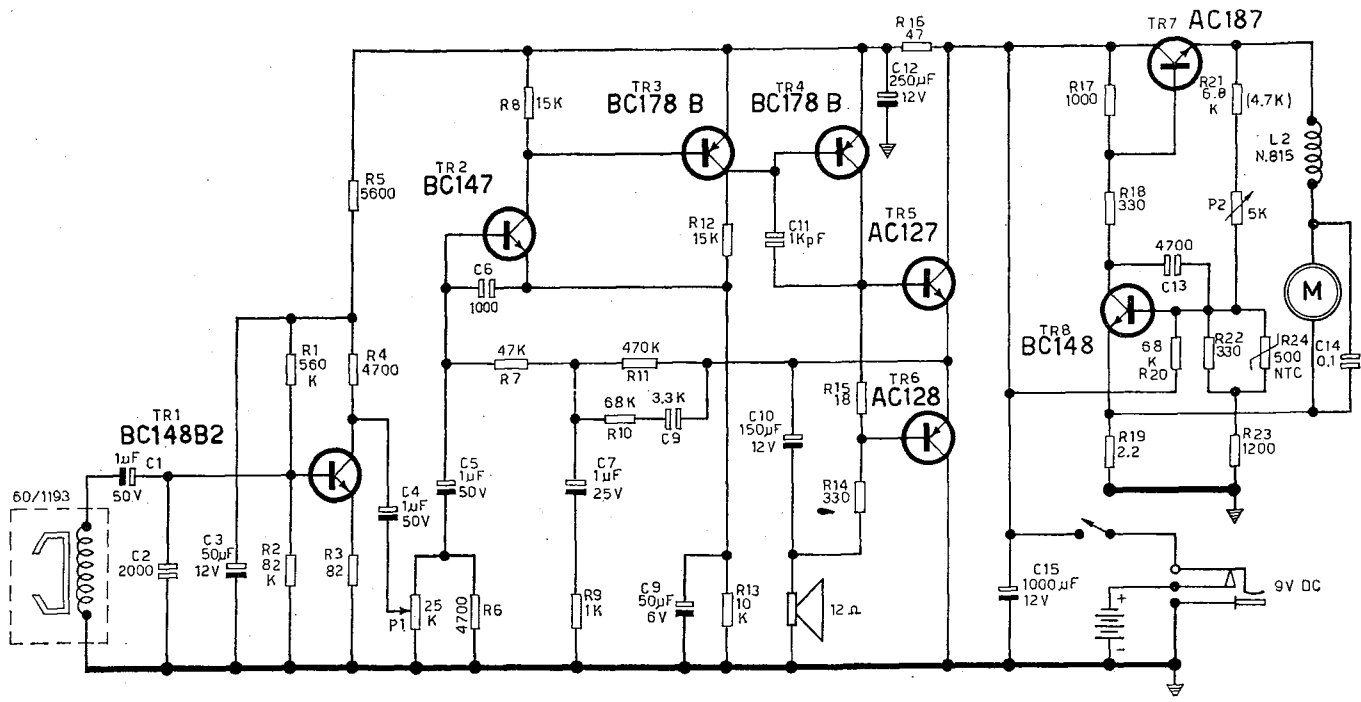 R16
47
TR7 AC187
C12
250µF
12V
TR3
BC178 B
TR4
BC178 B
R8 15K
R17
1000
R21
6.8
K
(4.7K)
L2
N.815
TR2
BC147
R5
5600
R18
330
P2 5K
R12
15K
C11
1KpF
TR5
AC127
4700
C13
M
C6
1000
TR8
BC148
R1
560
K
R4
4700
47K
R7
470K
R11
68
K
R20
R22
330
R24
500
NTC
C14
0,1
68K
R10
3,3K
C9
R15
18
TR6
AC128
TR1
BC148B2
C10
150µF
12V
R19
2.2
R23
1200
1µF
50V
C1
60/1193
C5
1µF
50V
C7
1µF
25V
R14
330
C4
1µF
50V
C2
2000
C3
50µF
12V
R2
82
K
R3
82
C15
1000µF
12V
9V DC
+
-
P1
25
K
4700
R6
R9
1K
C9
50µF
6V
R13
10
K
12 Ω